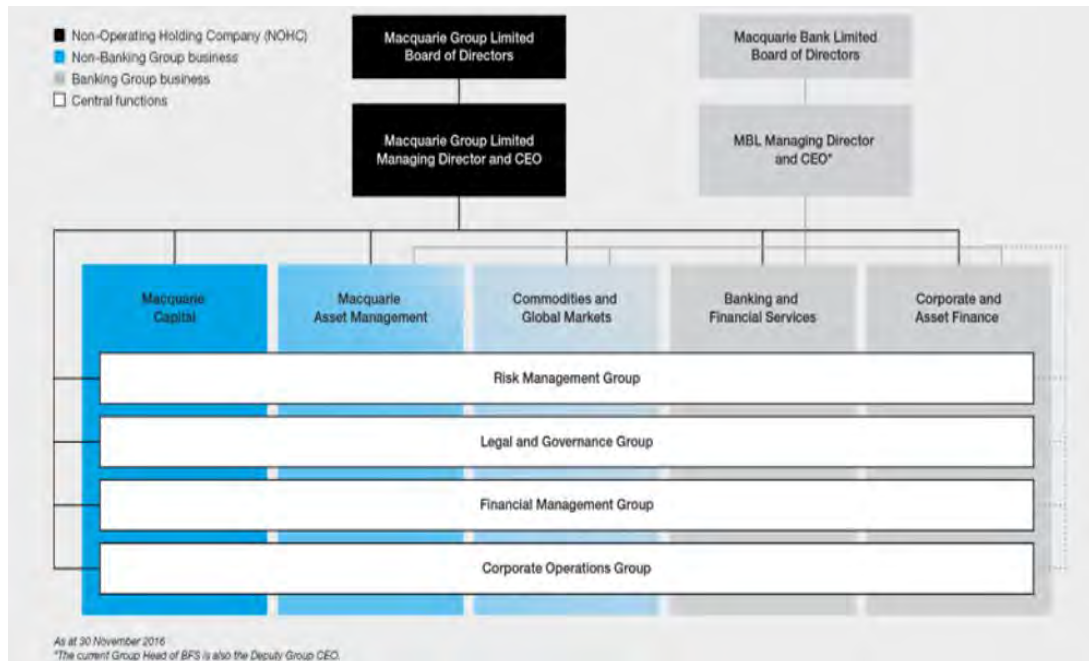 Non-Operating Holding Company (NOHC)
Non-Banking Group business
Banking Group business
Central functions
Macquarie Group Limited
Board of Directors
Macquarie Bank Limited
Board of Directors
Macquarie Group Limited
Managing Director and CEO
MBL Managing Director
and CEO*
Macquarie
Capital
Macquarie
Asset Management
Commodities and
Global Markets
Banking and
Financial Services
Corporate and
Asset Finance
Risk Management Group
Legal and Governance Group
Financial Management Group
Corporate Operations Group
As at 30 November 2016
*The current Group Head of BFS is also the Deputy Group CEO.